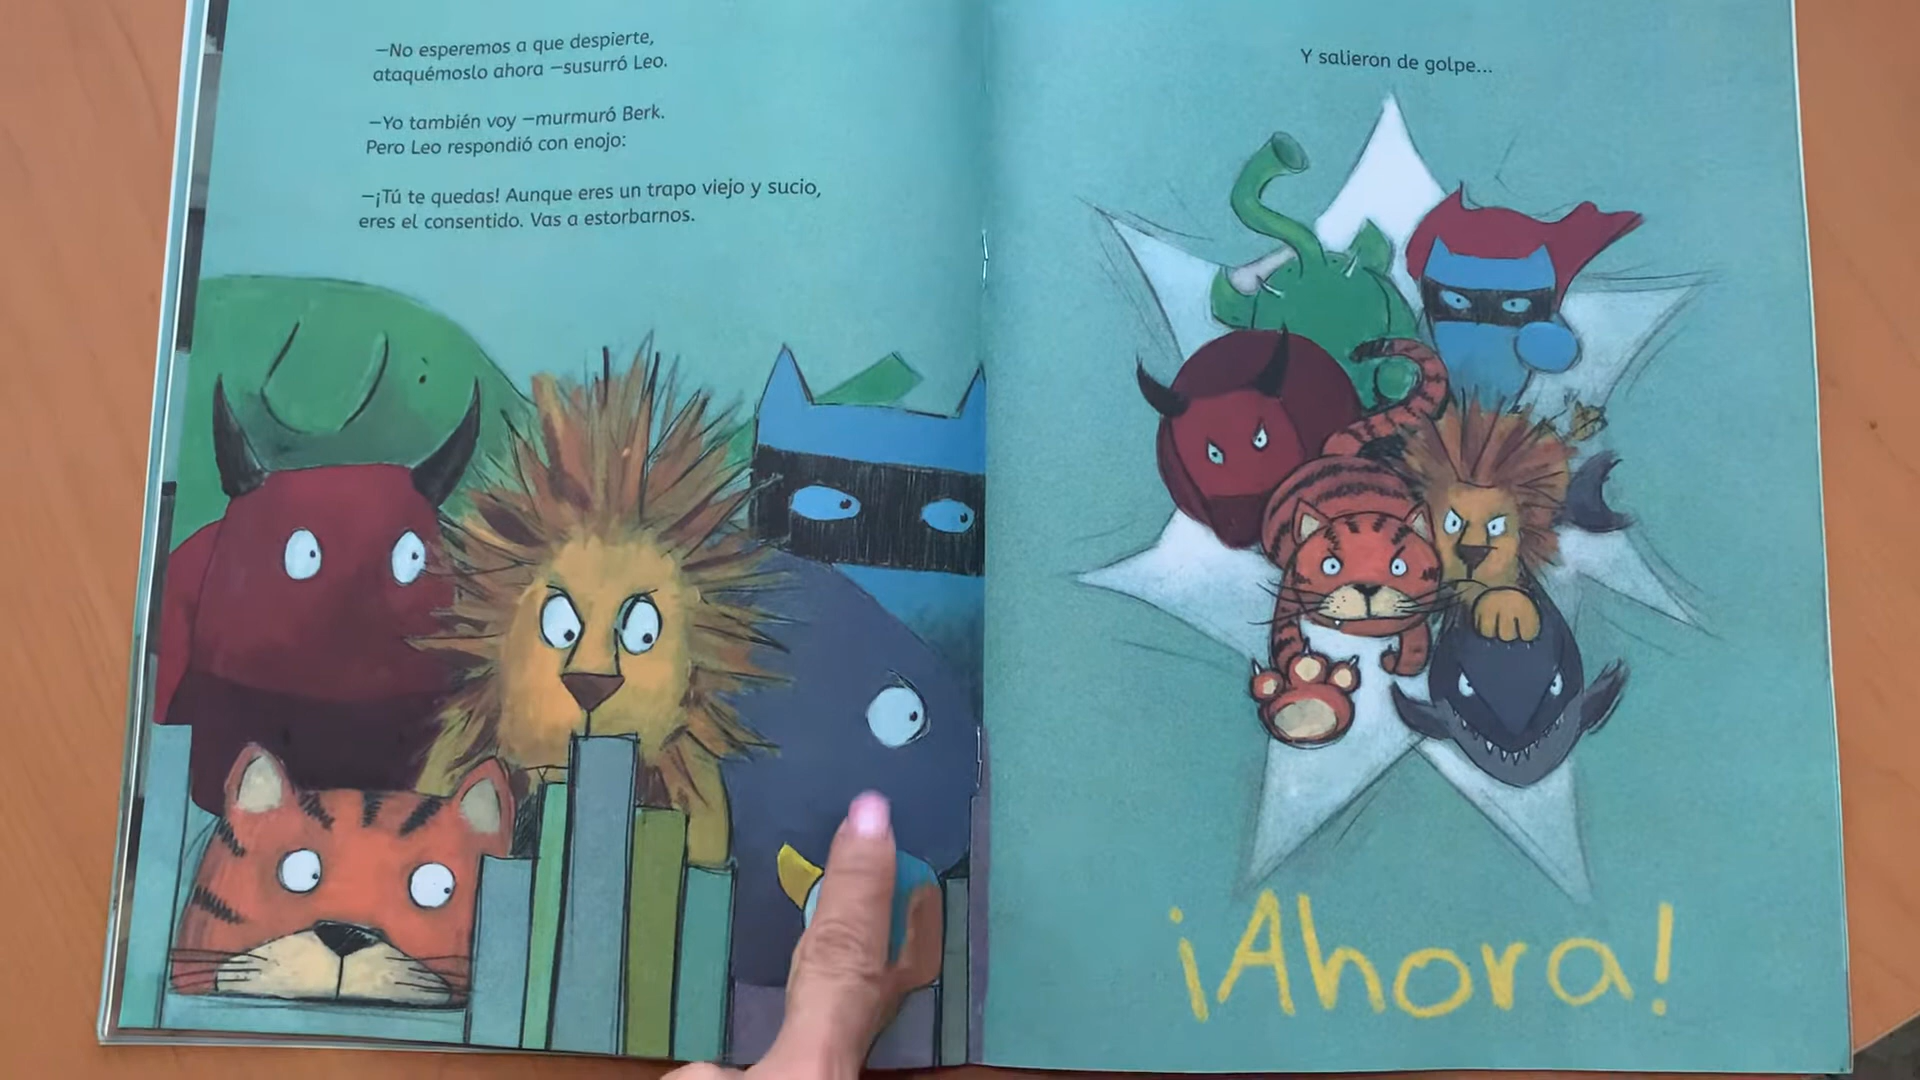 —No esperemos a que despierte,
ataquémoslo ahora —susurró Leo.
—Yo también voy —murmuró Berk.
Pero Leo respondió con enojo:
—¡Tú te quedas! Aunque eres un trapo viejo y sucio,
eres el consentido. Vas a estorbarnos.
Y salieron de golpe...
¡Ahora!